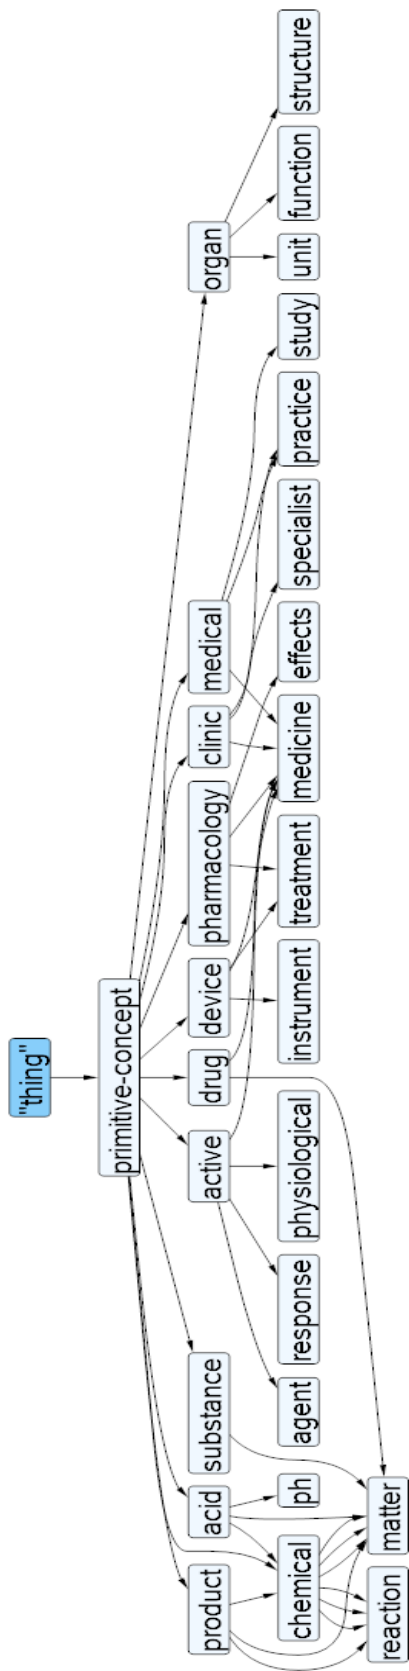 "thing"
primitive-concept
product
acid
substance
active
drug
device
pharmacology
clinic
medical
organ
chemical
ph
agent
response
physiological
instrument
treatment
medicine
effects
specialist
practice
study
unit
function
structure
reaction
matter